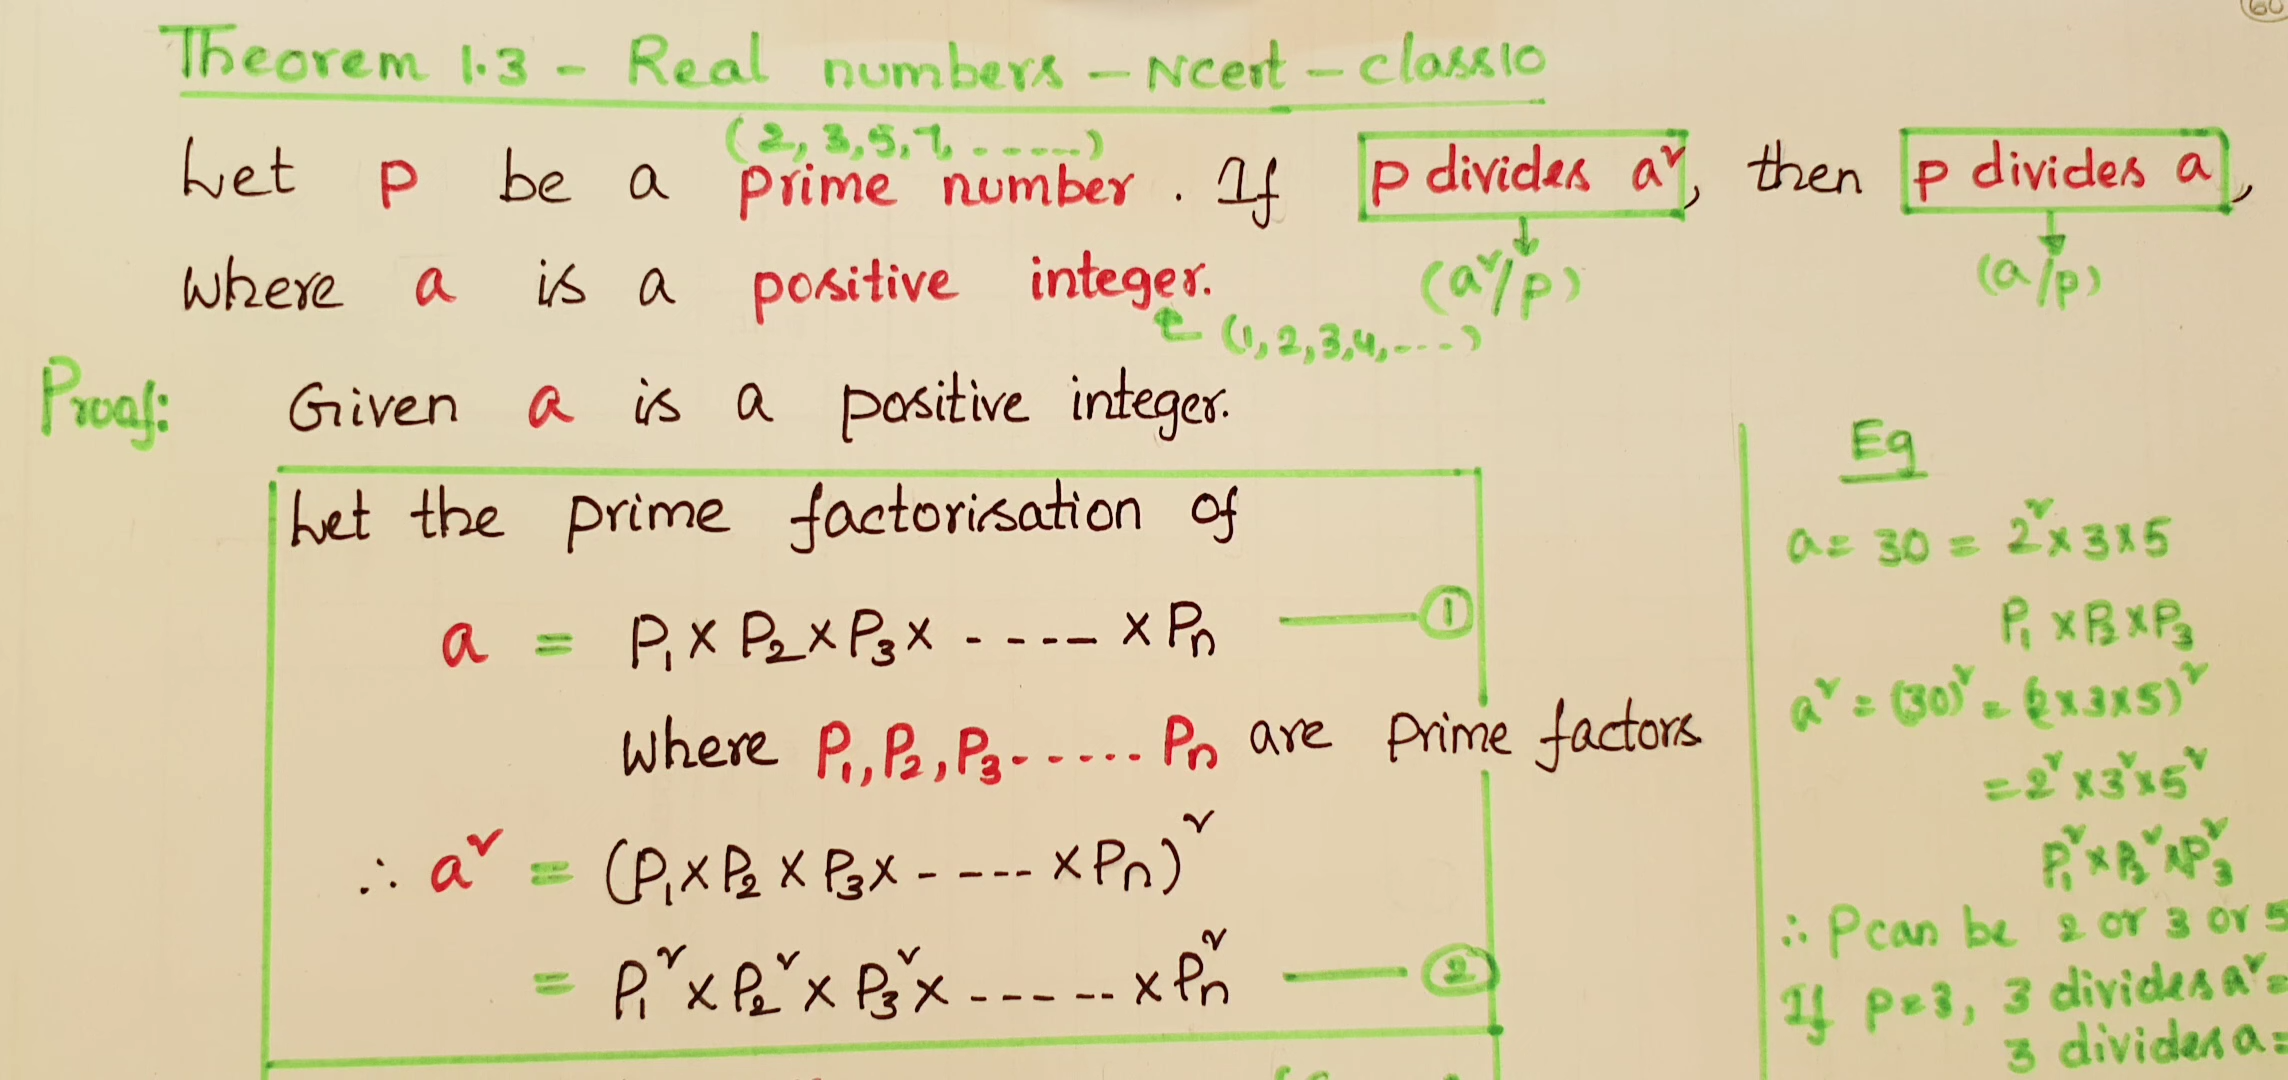 60
Theorem 1.3 - Real numbers - Ncert - class10
(2, 3, 5, 7, -----)
Let p be a prime number. If p divides a², then p divides a,
(a²/p) (a/p)
where a is a positive integer.
(1, 2, 3, 4, ----)
Proof: Given a is a positive integer.
Let the prime factorisation of
a = P₁ x P₂ x P₃ x ---- x Pₙ —— ①
where P₁, P₂, P₃ ------ Pₙ are prime factors
∴ a² = (P₁ x P₂ x P₃ x ----- x Pₙ)²
= P₁² x P₂² x P₃² x ------ x Pₙ² —— ②
Eg
a = 30 = 2² x 3 x 5
P₁ x P₂ x P₃
a² = (30)² = (2 x 3 x 5)²
= 2² x 3² x 5²
P₁² x P₂² x P₃²
∴ P can be 2 or 3 or 5
If p = 3, 3 divides a² =
3 divides a =